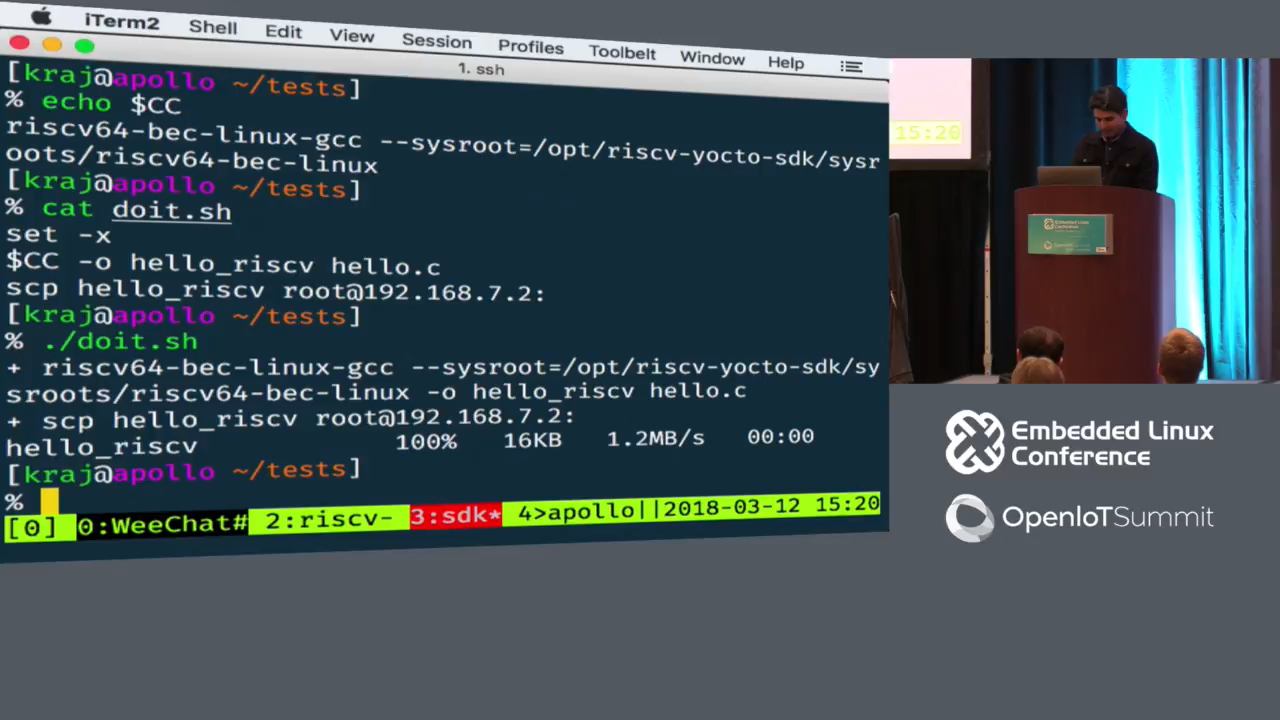 iTerm2 Shell Edit View Session Profiles Toolbelt Window Help
1. ssh
[kraj@apollo ~/tests]
% echo $CC
riscv64-bec-linux-gcc --sysroot=/opt/riscv-yocto-sdk/sysr
oots/riscv64-bec-linux
[kraj@apollo ~/tests]
% cat doit.sh
set -x
$CC -o hello_riscv hello.c
scp hello_riscv root@192.168.7.2:
[kraj@apollo ~/tests]
% ./doit.sh
+ riscv64-bec-linux-gcc --sysroot=/opt/riscv-yocto-sdk/sy
sroots/riscv64-bec-linux -o hello_riscv hello.c
+ scp hello_riscv root@192.168.7.2:
hello_riscv 100% 16KB 1.2MB/s 00:00
[kraj@apollo ~/tests]
%
[0] 0:WeeChat# 2:riscv- 3:sdk* 4>apollo||2018-03-12 15:20
15:20
Embedded Linux
Conference
Embedded Linux
Conference
OpenIoTSummit